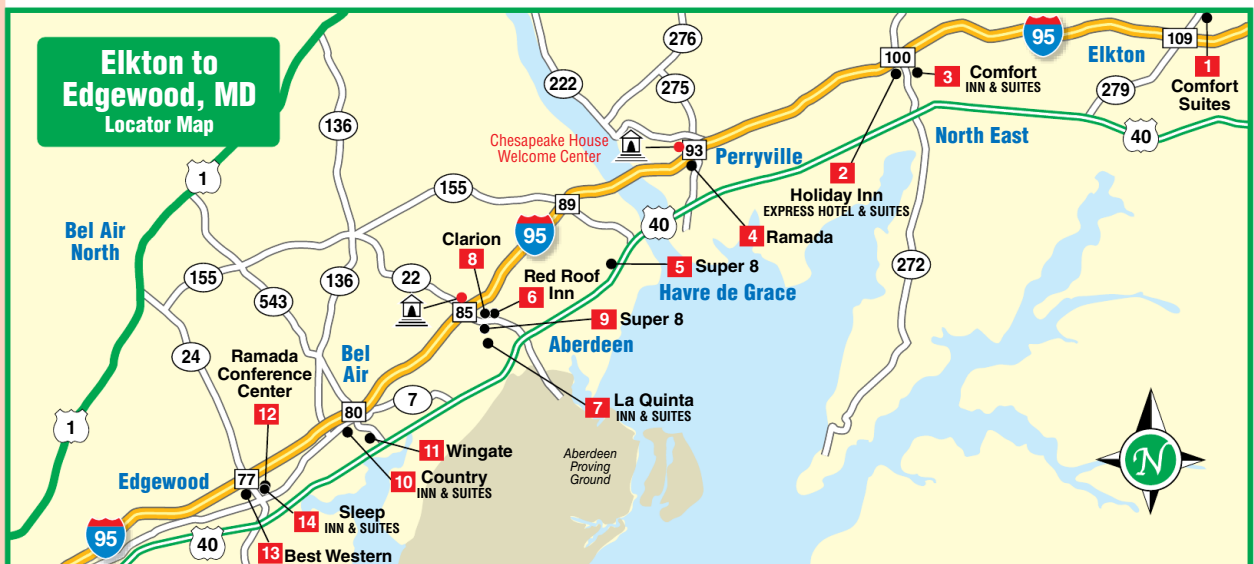 Elkton to
Edgewood, MD
Locator Map
276
95
109
Elkton
1
Comfort
Suites
100
3 Comfort
INN & SUITES
222
275
279
136
Chesapeake House
Welcome Center
93
Perryville
North East
40
1
2
Holiday Inn
EXPRESS HOTEL & SUITES
155
89
Bel Air
North
95
40
4 Ramada
Clarion
8
5 Super 8
272
155
136
22
Red Roof
Inn
6
Havre de Grace
543
85
9 Super 8
Aberdeen
24
Ramada
Conference
Center
12
Bel
Air
7
80
7 La Quinta
INN & SUITES
1
11 Wingate
Aberdeen
Proving
Ground
N
Edgewood
77
10 Country
INN & SUITES
14 Sleep
INN & SUITES
95
40
13 Best Western